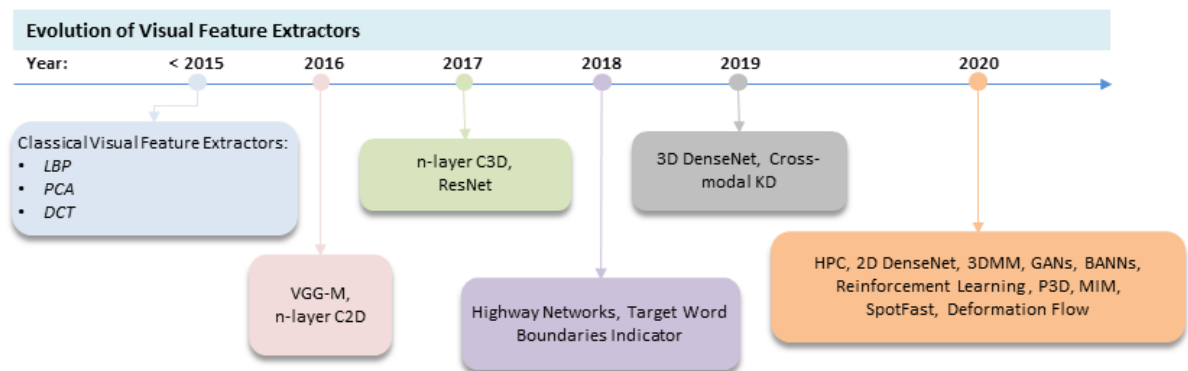 Evolution of Visual Feature Extractors
Year: < 2015 2016 2017 2018 2019 2020
Classical Visual Feature Extractors:
• LBP
• PCA
• DCT
VGG-M,
n-layer C2D
n-layer C3D,
ResNet
Highway Networks, Target Word
Boundaries Indicator
3D DenseNet, Cross-
modal KD
HPC, 2D DenseNet, 3DMM, GANs, BANNs,
Reinforcement Learning, P3D, MIM,
SpotFast, Deformation Flow